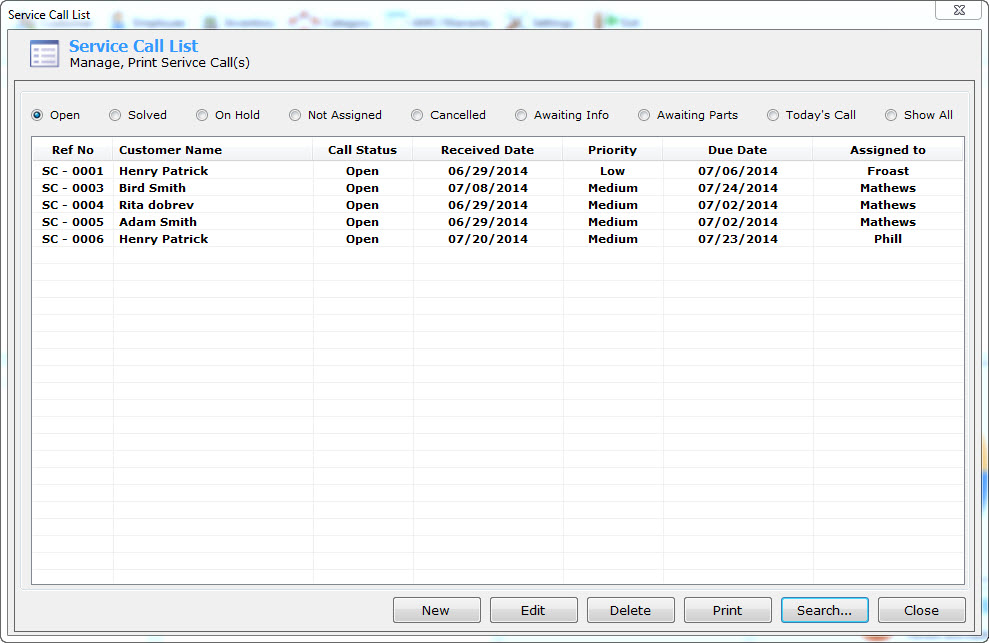 Service Call List
Service Call List
Manage, Print Serivce Call(s)
Open Solved On Hold Not Assigned Cancelled Awaiting Info Awaiting Parts Today's Call Show All
Ref No Customer Name Call Status Received Date Priority Due Date Assigned to
SC - 0001 Henry Patrick Open 06/29/2014 Low 07/06/2014 Froast
SC - 0003 Bird Smith Open 07/08/2014 Medium 07/24/2014 Mathews
SC - 0004 Rita dobrev Open 06/29/2014 Medium 07/02/2014 Mathews
SC - 0005 Adam Smith Open 06/29/2014 Medium 07/02/2014 Mathews
SC - 0006 Henry Patrick Open 07/20/2014 Medium 07/23/2014 Phill
New Edit Delete Print Search... Close